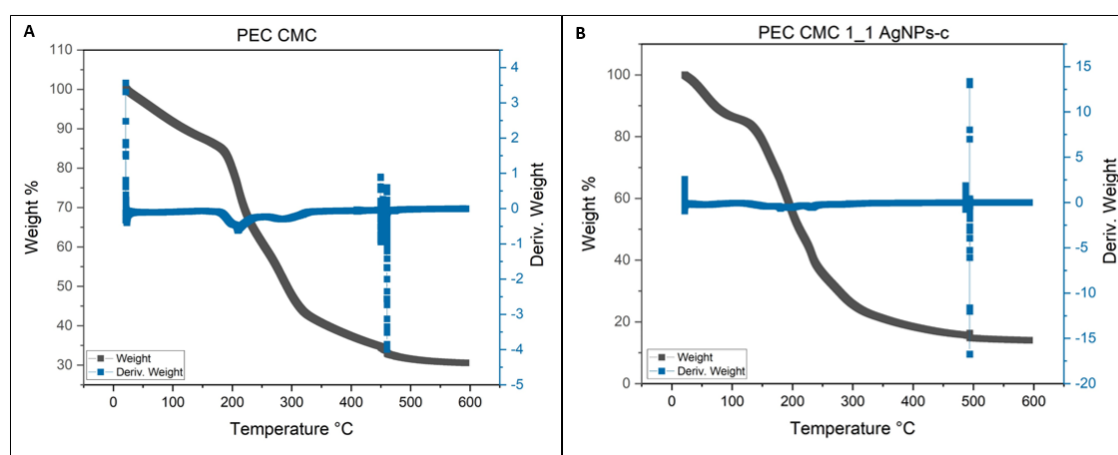 A
PEC CMC
110
100
90
80
70
60
50
40
30
Weight %
4
3
2
1
0
-1
-2
-3
-4
-5
Deriv. Weight
Weight
Deriv. Weight
0 100 200 300 400 500 600
Temperature °C
B
PEC CMC 1_1 AgNPs-c
100
80
60
40
20
0
Weight %
15
10
5
0
-5
-10
-15
-20
Deriv. Weight
Weight
Deriv. Weight
0 100 200 300 400 500 600
Temperature °C